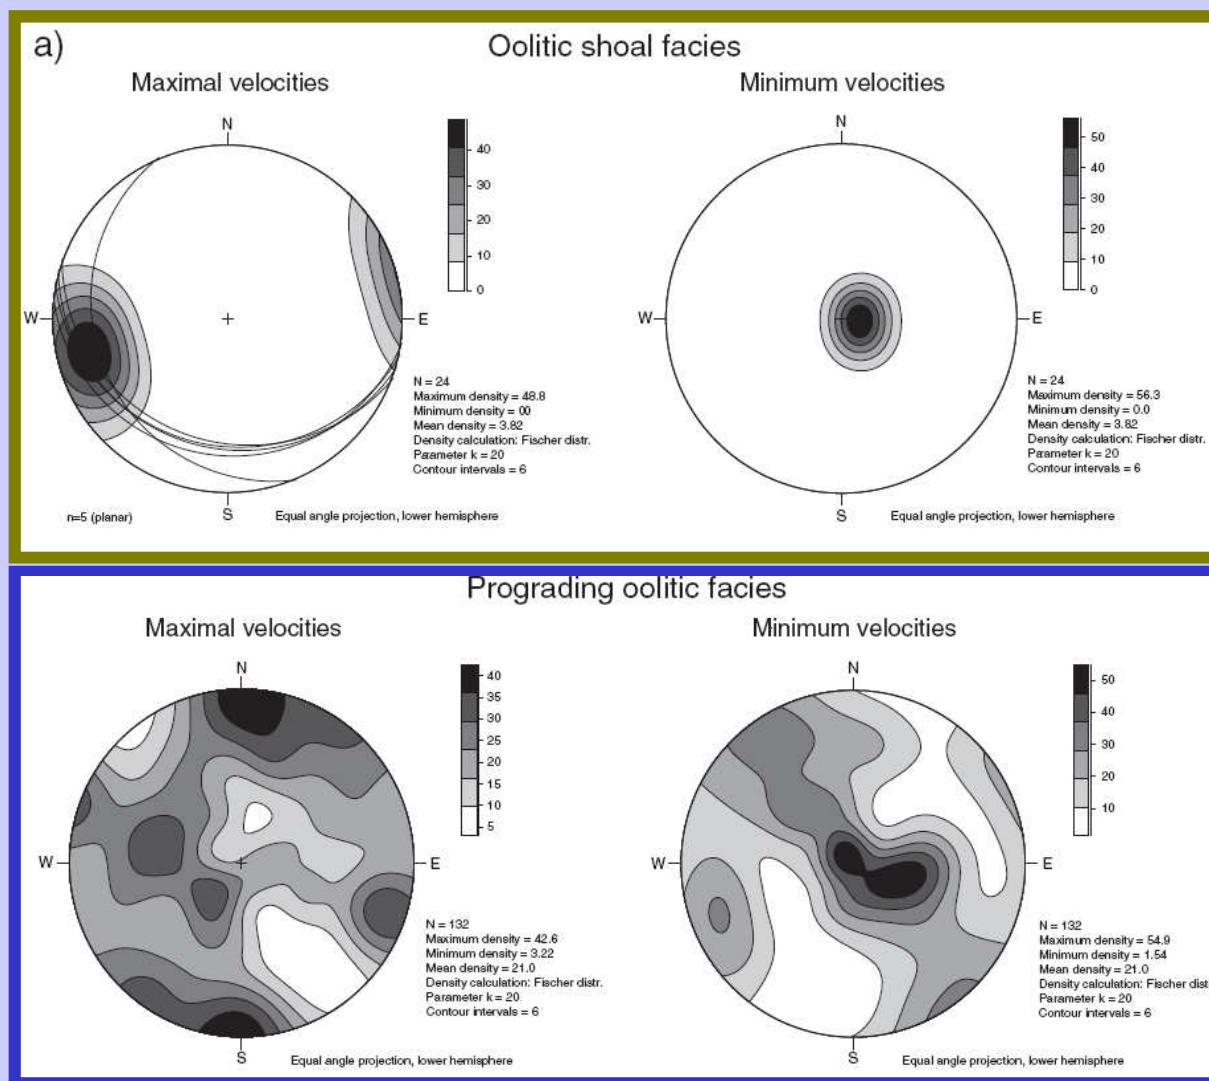 a)
Oolitic shoal facies
Maximal velocities
N
W
E
S
40
30
20
10
0
N = 24
Maximum density = 48.8
Minimum density = 00
Mean density = 3.82
Density calculation: Fischer distr.
Parameter k = 20
Contour intervals = 6
n=5 (planar)
Equal angle projection, lower hemisphere
Minimum velocities
N
W
E
S
50
40
30
20
10
0
N = 24
Maximum density = 56.3
Minimum density = 0.0
Mean density = 3.82
Density calculation: Fischer distr.
Parameter k = 20
Contour intervals = 6
Equal angle projection, lower hemisphere
Prograding oolitic facies
Maximal velocities
N
W
E
S
40
35
30
25
20
15
10
5
N = 132
Maximum density = 42.6
Minimum density = 3.22
Mean density = 21.0
Density calculation: Fischer distr.
Parameter k = 20
Contour intervals = 6
Equal angle projection, lower hemisphere
Minimum velocities
N
W
E
S
50
40
30
20
10
N = 132
Maximum density = 54.9
Minimum density = 1.54
Mean density = 21.0
Density calculation: Fischer dist
Parameter k = 20
Contour intervals = 6
Equal angle projection, lower hemisphere